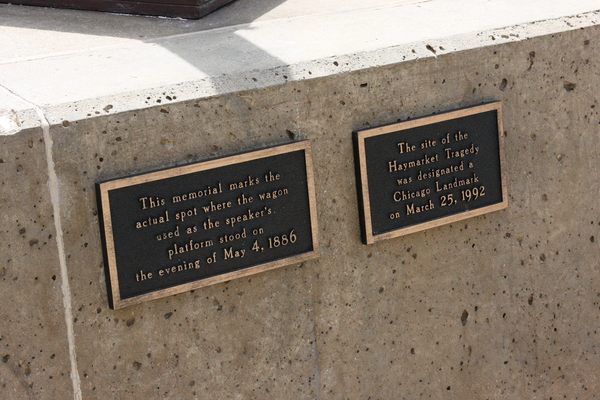 This memorial marks the
actual spot where the wagon
used as the speaker's.
platform stood on
the evening of May 4, 1886
The site of the
Haymarket Tragedy
was designated a
Chicago Landmark
on March 25, 1992